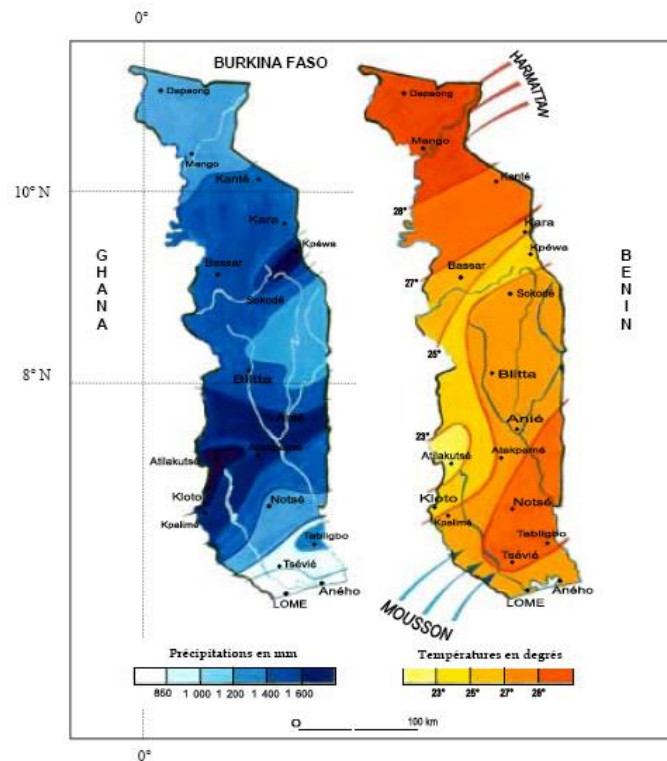 0°
BURKINA FASO
HARMATTAN
Dapaong
Dapaong
Mango
Mango
10° N
Kanté
Kanté
28°
Kara
Kara
Kpéwa
Kpéwa
GHANA
BENIN
Bassar
Bassar
27°
Sokodé
Sokodé
25°
8° N
Blitta
Blitta
Anié
Anié
23°
Atakpamé
Atakpamé
Atilakutsé
Atilakutsé
Kloto
Kloto
Notsé
Notsé
Kpalimé
Kpalimé
Tabligbo
Tabligbo
Tsévié
Tsévié
Aného
Aného
LOME
LOME
MOUSSON
Précipitations en mm
Températures en degrés
850 1 000 1 200 1 400 1 600
23° 25° 27° 28°
O 100 km
0°